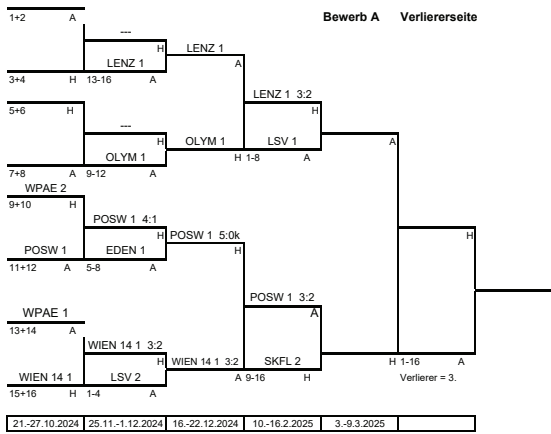 Bewerb A Verliererseite
1+2 A
---
H LENZ 1
LENZ 1 A
3+4 H 13-16 A
LENZ 1 3:2
5+6 H H
---
H OLYM 1 LSV 1 A
OLYM 1 H 1-8 A
7+8 A 9-12 A
WPAE 2
9+10 H
POSW 1 4:1 H
H POSW 1 5:0k
POSW 1 EDEN 1 H
11+12 A 5-8 A
POSW 1 3:2
WPAE 1 A
13+14 A
WIEN 14 1 3:2
H WIEN 14 1 3:2 SKFL 2 H 1-16 A
WIEN 14 1 LSV 2 A 9-16 H Verlierer = 3.
15+16 H 1-4 A
21.-27.10.2024 25.11.-1.12.2024 16.-22.12.2024 10.-16.2.2025 3.-9.3.2025